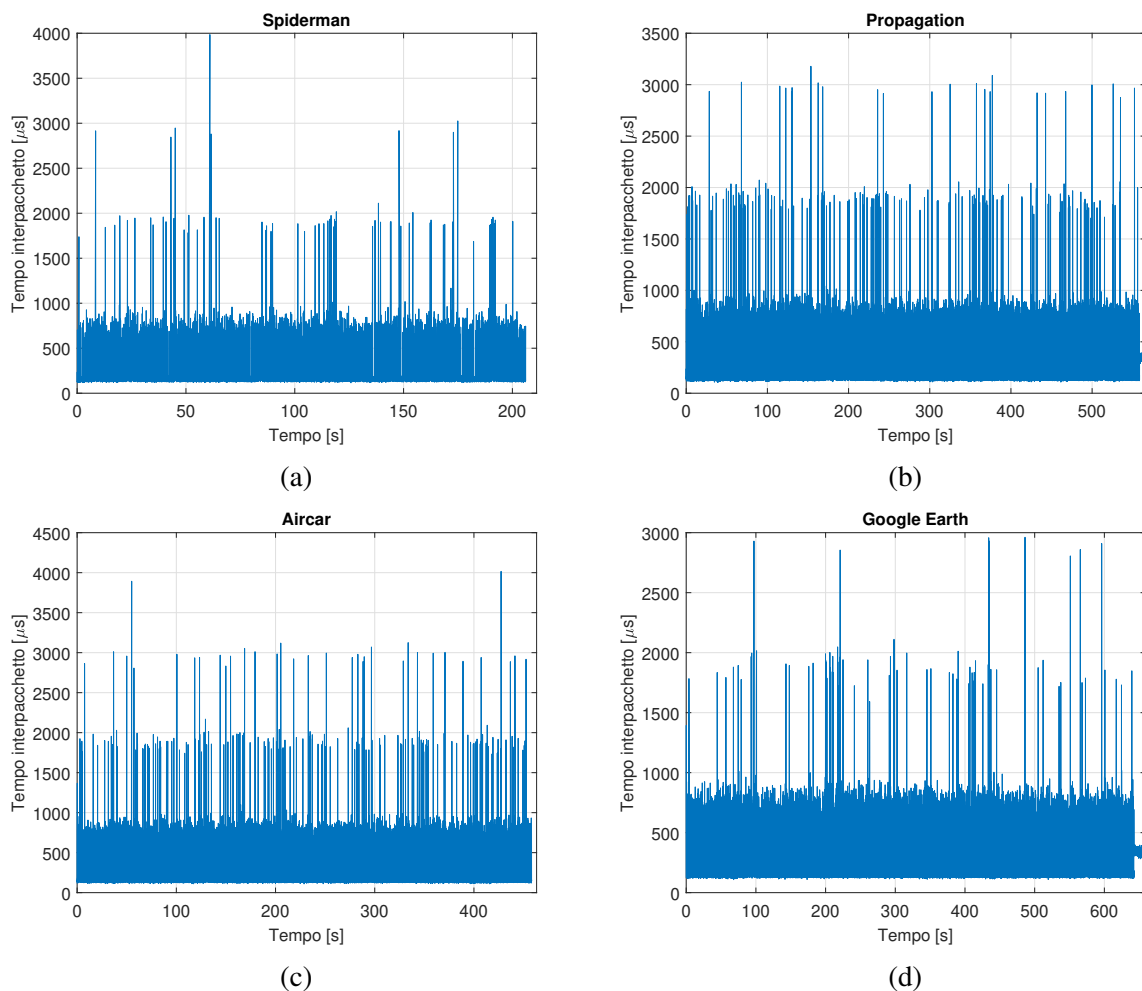 Spiderman
4000
3500
3000
2500
2000
1500
1000
500
0
Tempo interpacchetto [μs]
0 50 100 150 200
Tempo [s]
(a)
Propagation
3500
3000
2500
2000
1500
1000
500
0
Tempo interpacchetto [μs]
0 100 200 300 400 500
Tempo [s]
(b)
Aircar
4500
4000
3500
3000
2500
2000
1500
1000
500
0
Tempo interpacchetto [μs]
0 100 200 300 400
Tempo [s]
(c)
Google Earth
3000
2500
2000
1500
1000
500
0
Tempo interpacchetto [μs]
0 100 200 300 400 500 600
Tempo [s]
(d)